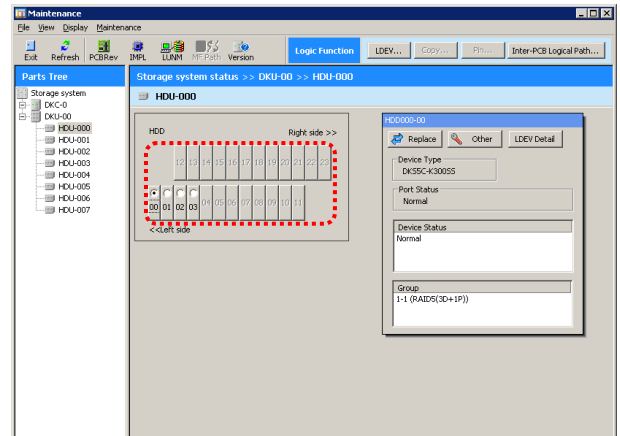 Maintenance
File View Display Maintenance
Exit Refresh PCBRev IMPL LUNM MF Path Version Logic Function LDEV... Copy... Pin... Inter-PCB Logical Path...
Parts Tree
Storage system status >> DKU-00 >> HDU-000
Storage system
DKC-0
DKU-00
HDU-000
HDU-001
HDU-002
HDU-003
HDU-004
HDU-005
HDU-006
HDU-007
HDU-000
HDD Right side >>
12 13 14 15 16 17 18 19 20 21 22 23
00 01 02 03 04 05 06 07 08 09 10 11
<<Left side
HDD000-00
Replace Other LDEV Detail
Device Type
DKS5C-K300SS
Port Status
Normal
Device Status
Normal
Group
1-1 (RAID5(3D+1P))